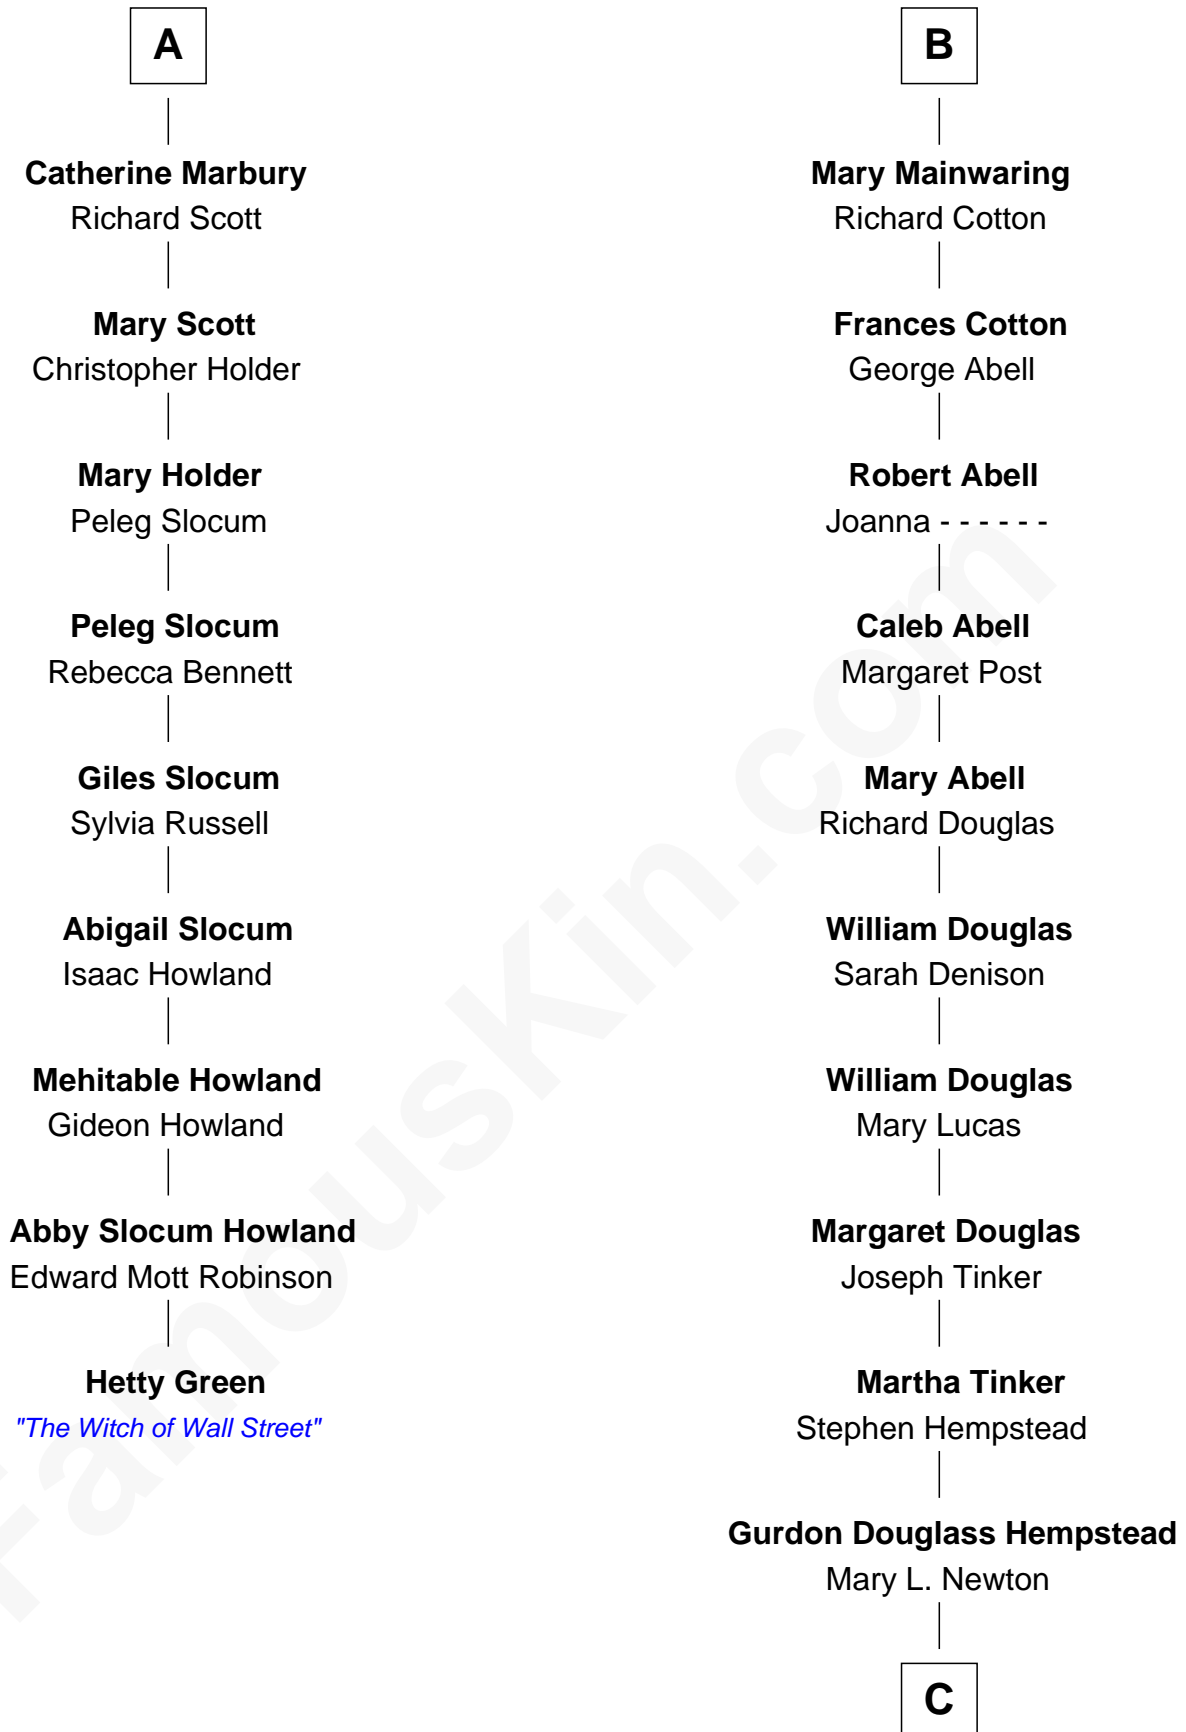 A
Catherine Marbury
Richard Scott
Mary Scott
Christopher Holder
Mary Holder
Peleg Slocum
Peleg Slocum
Rebecca Bennett
Giles Slocum
Sylvia Russell
Abigail Slocum
Isaac Howland
Mehitable Howland
Gideon Howland
Abby Slocum Howland
Edward Mott Robinson
Hetty Green
"The Witch of Wall Street"
B
Mary Mainwaring
Richard Cotton
Frances Cotton
George Abell
Robert Abell
Joanna - - - - - -
Caleb Abell
Margaret Post
Mary Abell
Richard Douglas
William Douglas
Sarah Denison
William Douglas
Mary Lucas
Margaret Douglas
Joseph Tinker
Martha Tinker
Stephen Hempstead
Gurdon Douglass Hempstead
Mary L. Newton
C
FamousKin.com